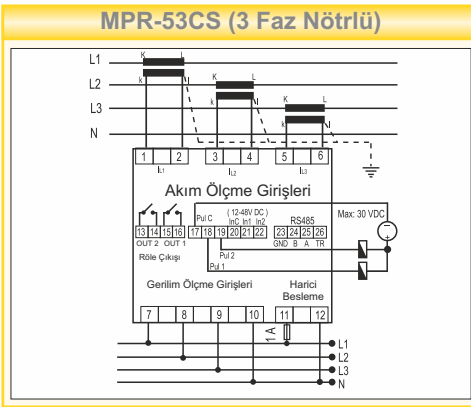 MPR-53CS (3 Faz Nötrlü)
K L
L1
k l
K L
L2
k l
K L
L3
k l
N
1 2 3 4 5 6
IL1 IL2 IL3
Akım Ölçme Girişleri
( 12-48V DC )
Pul C InC In1 In2 RS485 Max: 30 VDC
13 14 15 16 17 18 19 20 21 22 23 24 25 26
OUT 2 OUT 1 GND B A TR
Pul 2
Röle Çıkışı
Pul 1
Gerilim Ölçme Girişleri Harici
Besleme
7 8 9 10 11 12
1 A
L1
L2
L3
N